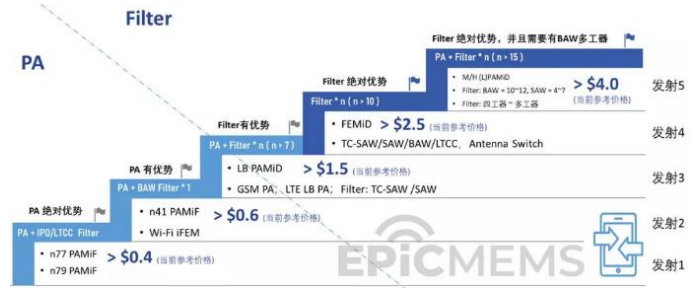 Filter
PA
Filter 绝对优势，并且需要有BAW多工器
PA + Filter * n ( n > 15 )
• M/H (L)PAMiD
• Filter: BAW = 10~12, SAW = 4~7
• Filter: 四工器 ~ 多工器
> $4.0
(当前参考价格)
发射5
Filter 绝对优势
Filter * n ( n > 10 )
• FEMiD > $2.5 (当前参考价格)
• TC-SAW/SAW/BAW/LTCC, Antenna Switch
发射4
Filter有优势
PA + Filter * n ( n > 7 )
• LB PAMiD > $1.5 (当前参考价格)
• GSM PA; LTE LB PA; Filter: TC-SAW /SAW
发射3
PA 有优势
PA + BAW Filter * 1
• n41 PAMiF
• Wi-Fi iFEM
> $0.6 (当前参考价格)
发射2
PA 绝对优势
PA + IPD/LTCC Filter
• n77 PAMiF
• n79 PAMiF
> $0.4 (当前参考价格)
发射1
EPiCMEMS